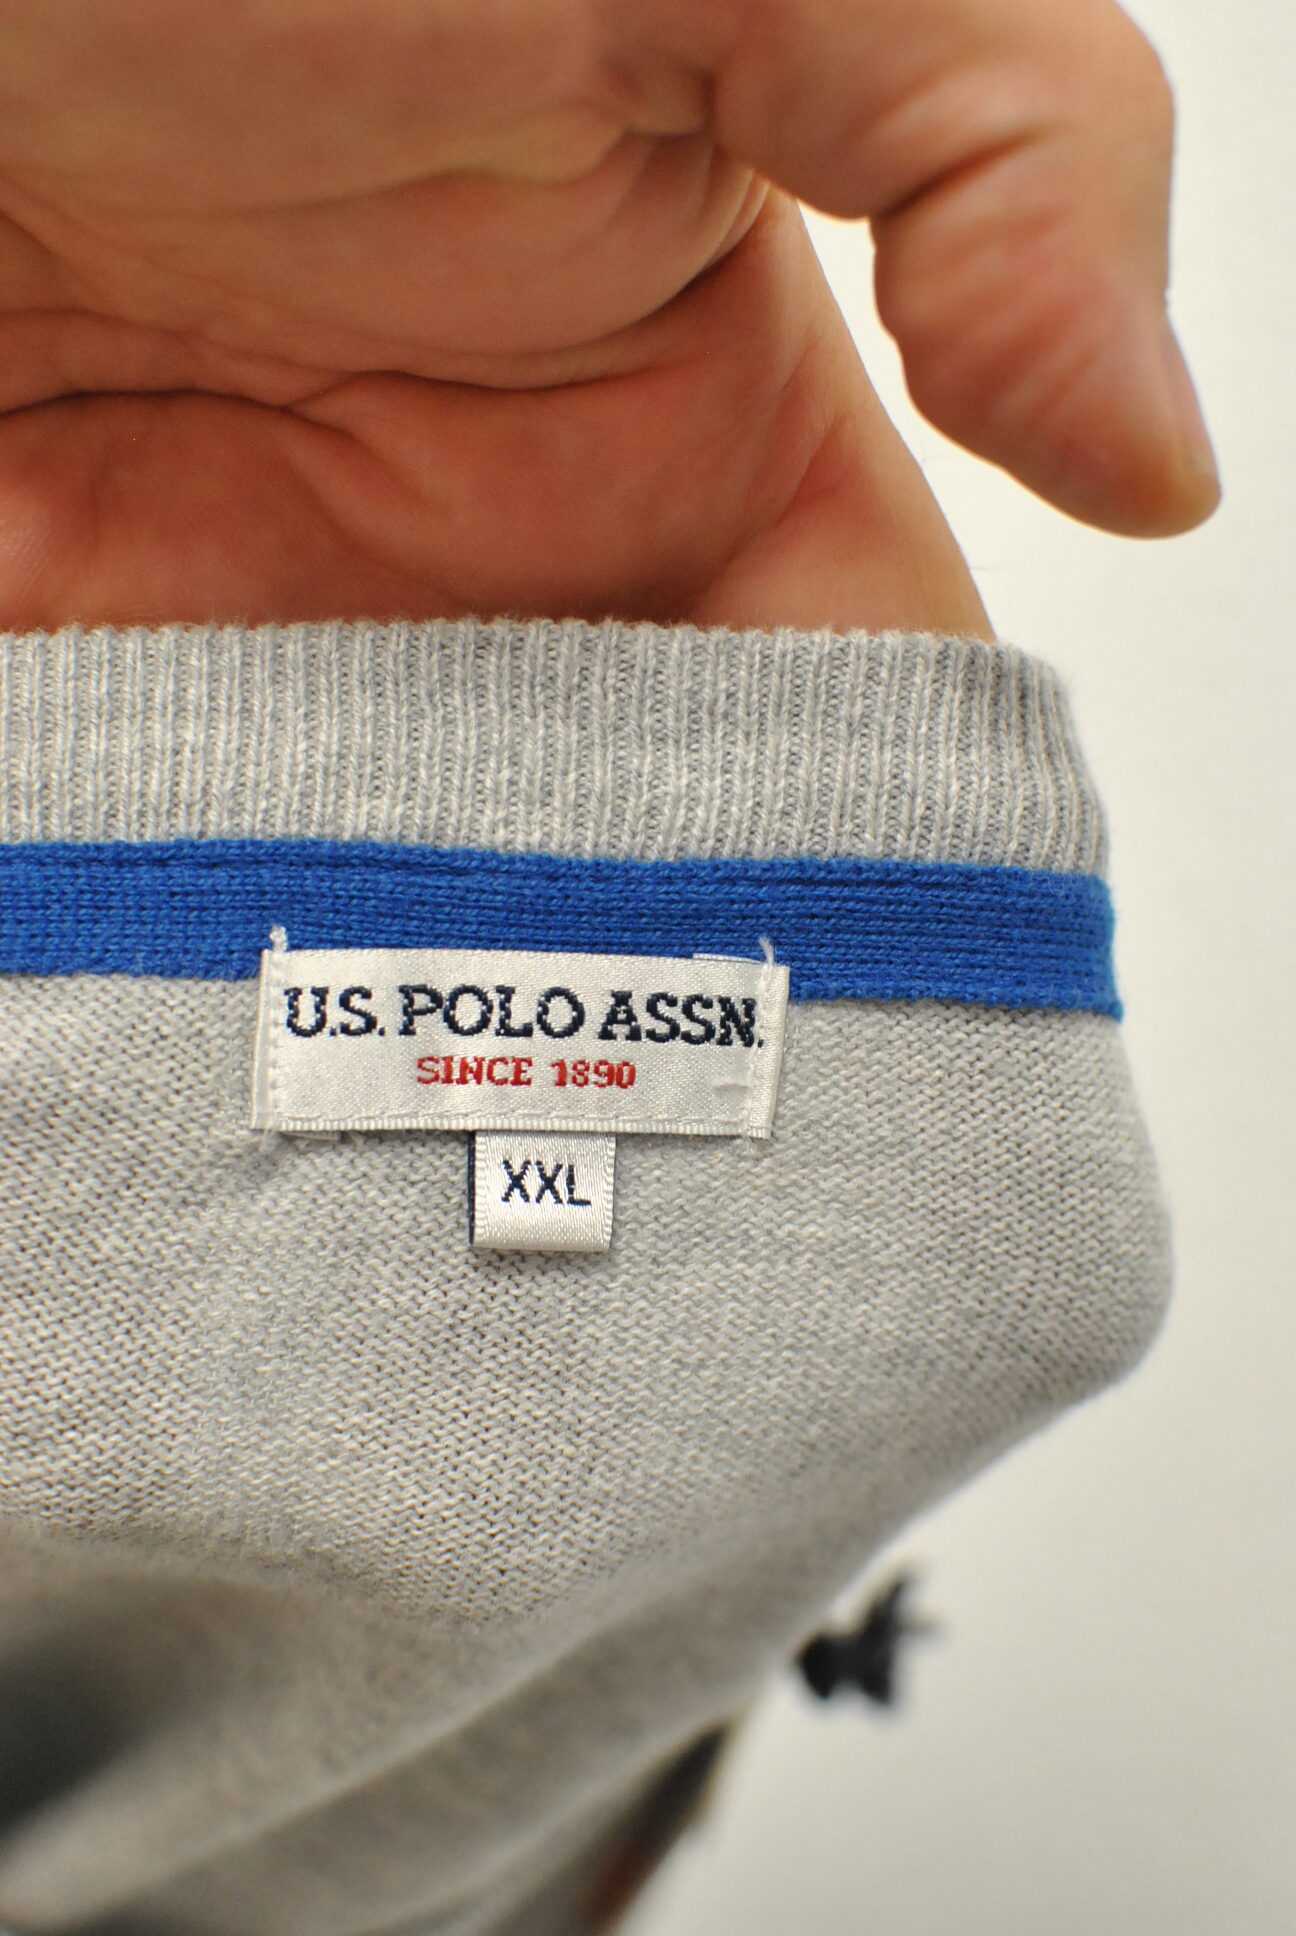 U.S. POLO ASSN.
SINCE 1890
XXL